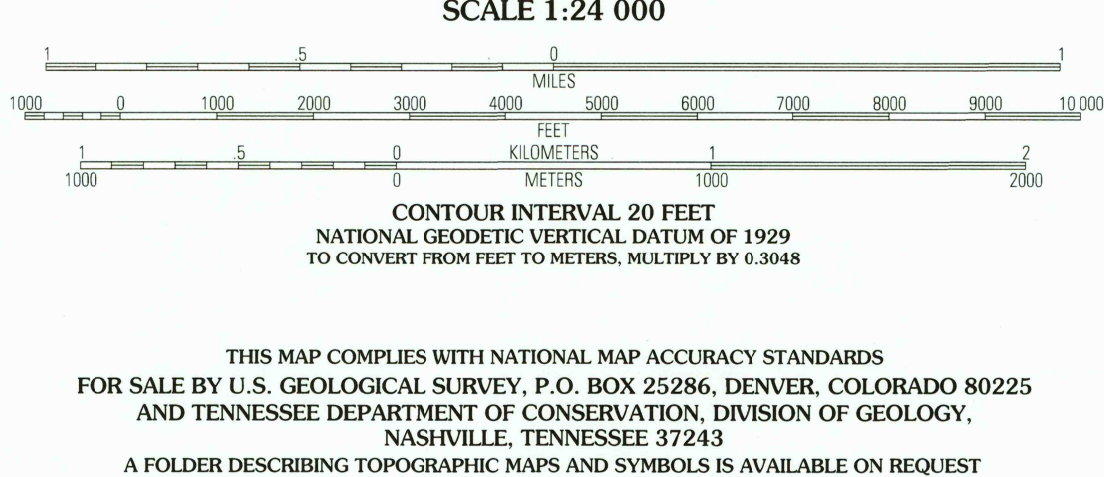 SCALE 1:24 000
1 .5 0 1
MILES
1000 0 1000 2000 3000 4000 5000 6000 7000 8000 9000 10 000
FEET
1 .5 0 KILOMETERS 1 2
1000 0 METERS 1000 2000
CONTOUR INTERVAL 20 FEET
NATIONAL GEODETIC VERTICAL DATUM OF 1929
TO CONVERT FROM FEET TO METERS, MULTIPLY BY 0.3048
THIS MAP COMPLIES WITH NATIONAL MAP ACCURACY STANDARDS
FOR SALE BY U.S. GEOLOGICAL SURVEY, P.O. BOX 25286, DENVER, COLORADO 80225
AND TENNESSEE DEPARTMENT OF CONSERVATION, DIVISION OF GEOLOGY,
NASHVILLE, TENNESSEE 37243
A FOLDER DESCRIBING TOPOGRAPHIC MAPS AND SYMBOLS IS AVAILABLE ON REQUEST